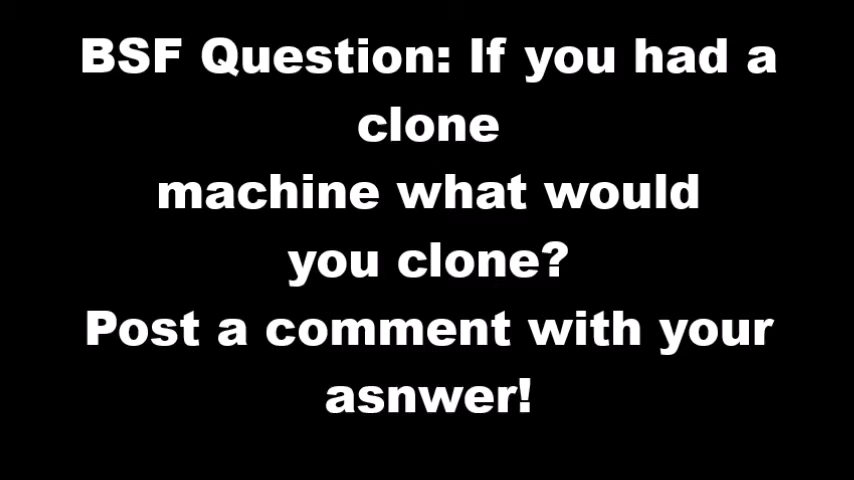 BSF Question: If you had a
clone
machine what would
you clone?
Post a comment with your
asnwer!